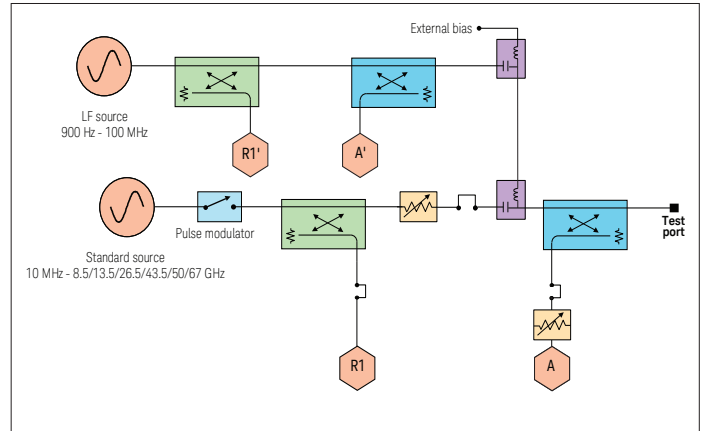 External bias
LF source
900 Hz - 100 MHz
R1'
A'
Pulse modulator
Test
port
Standard source
10 MHz - 8.5/13.5/26.5/43.5/50/67 GHz
R1
A